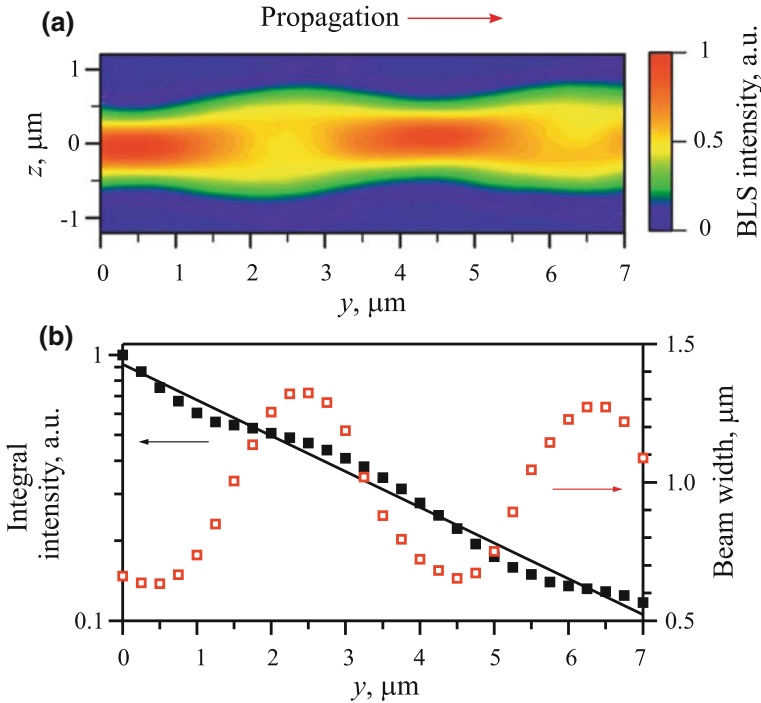 (a) Propagation
1
0
-1
z, μm
0 1 2 3 4 5 6 7
y, μm
1
0.5
0
BLS intensity, a.u.
(b)
1
0.1
Integral
intensity, a.u.
1.5
1.0
0.5
Beam width, μm
0 1 2 3 4 5 6 7
y, μm